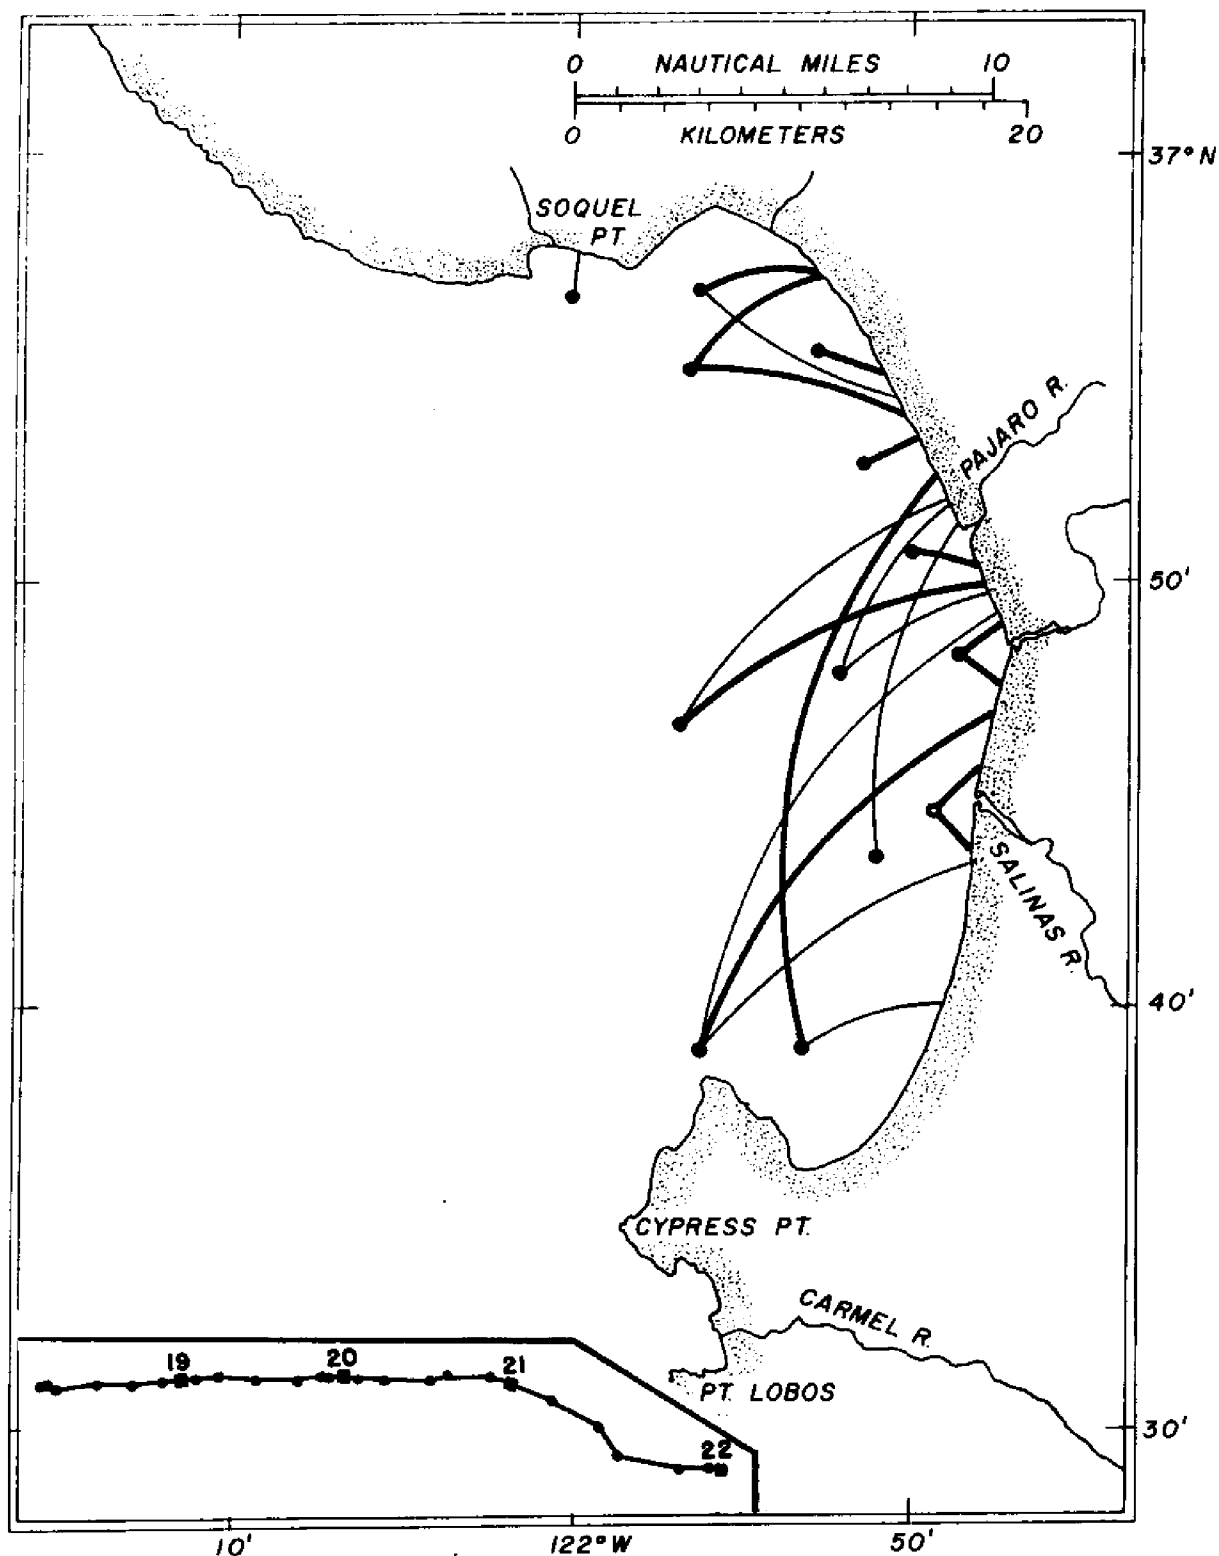 0 NAUTICAL MILES 10
0 KILOMETERS 20
37° N
SOQUEL
PT.
PAJARO R.
50'
SALINAS R.
40'
CYPRESS PT.
CARMEL R.
19 20 21
PT. LOBOS
22
30'
10' 122° W 50'